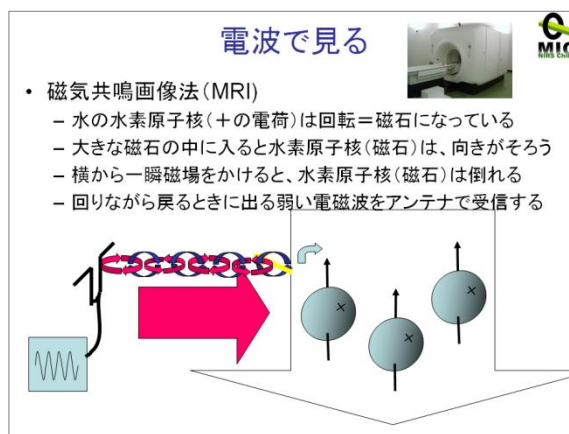 電波で見る
MIC
NIRS Chi
• 磁気共鳴画像法(MRI)
– 水の水素原子核(+の電荷)は回転=磁石になっている
– 大きな磁石の中に入ると水素原子核(磁石)は、向きがそろう
– 横から一瞬磁場をかけると、水素原子核(磁石)は倒れる
– 回りながら戻るときに出る弱い電磁波をアンテナで受信する